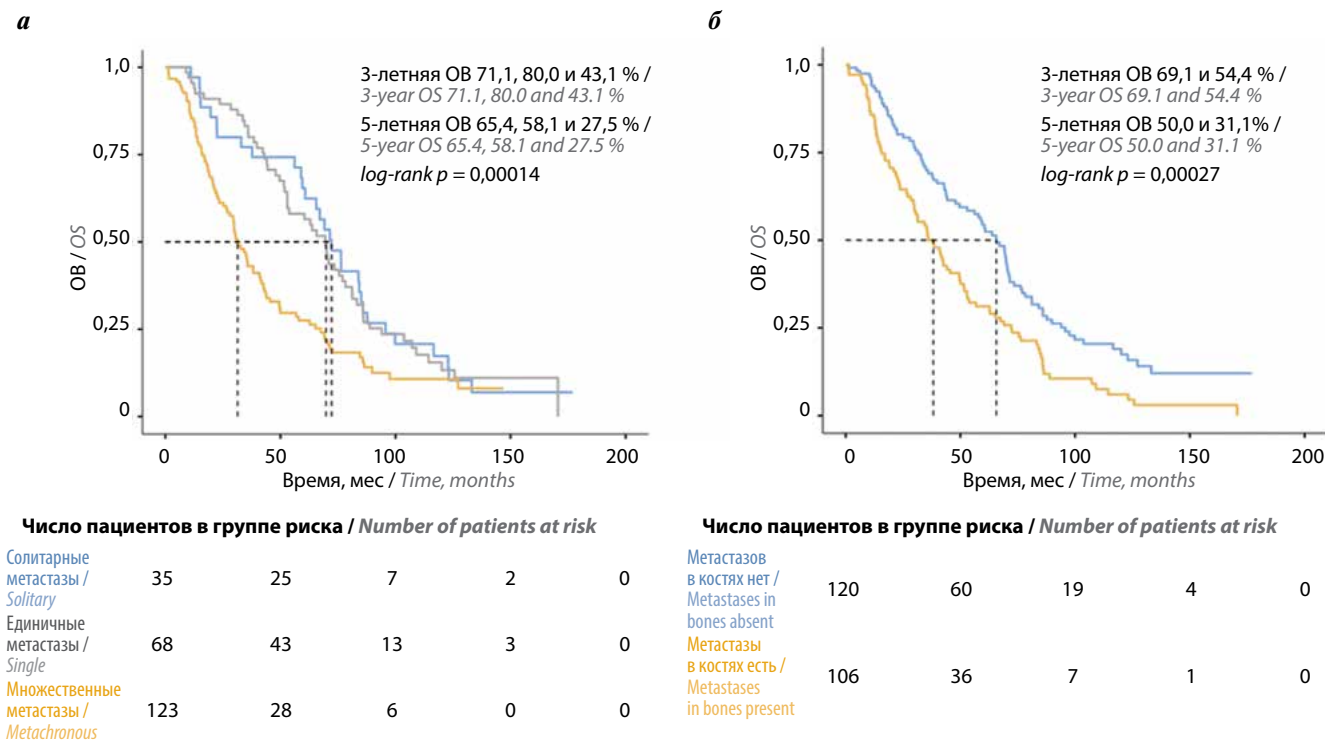 а
1,0
0,75
0,50
0,25
0
ОВ / OS
3-летняя ОВ 71,1, 80,0 и 43,1 % /
3-year OS 71.1, 80.0 and 43.1 %
5-летняя ОВ 65,4, 58,1 и 27,5 % /
5-year OS 65.4, 58.1 and 27.5 %
log-rank p = 0,00014
0 50 100 150 200
Время, мес / Time, months
Число пациентов в группе риска / Number of patients at risk
Солитарные
метастазы /
Solitary
35 25 7 2 0
Единичные
метастазы /
Single
68 43 13 3 0
Множественные
метастазы /
Metachronous
123 28 6 0 0
б
1,0
0,75
0,50
0,25
0
ОВ / OS
3-летняя ОВ 69,1 и 54,4 % /
3-year OS 69.1 and 54.4 %
5-летняя ОВ 50,0 и 31,1% /
5-year OS 50.0 and 31.1 %
log-rank p = 0,00027
0 50 100 150 200
Время, мес / Time, months
Число пациентов в группе риска / Number of patients at risk
Метастазов
в костях нет /
Metastases in
bones absent
120 60 19 4 0
Метастазы
в костях есть /
Metastases
in bones present
106 36 7 1 0